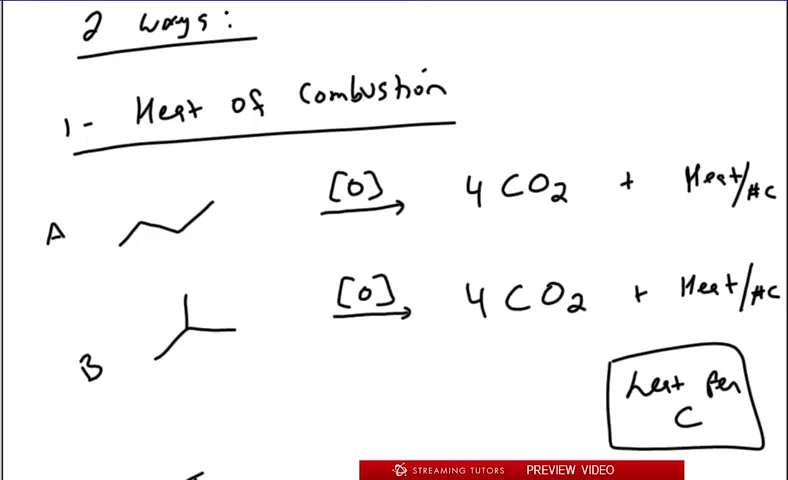 2 ways:
1- Heat of Combustion
A [O] 4 CO2 + Heat/#C
B [O] 4 CO2 + Heat/#C
heat per
C
STREAMING TUTORS PREVIEW VIDEO